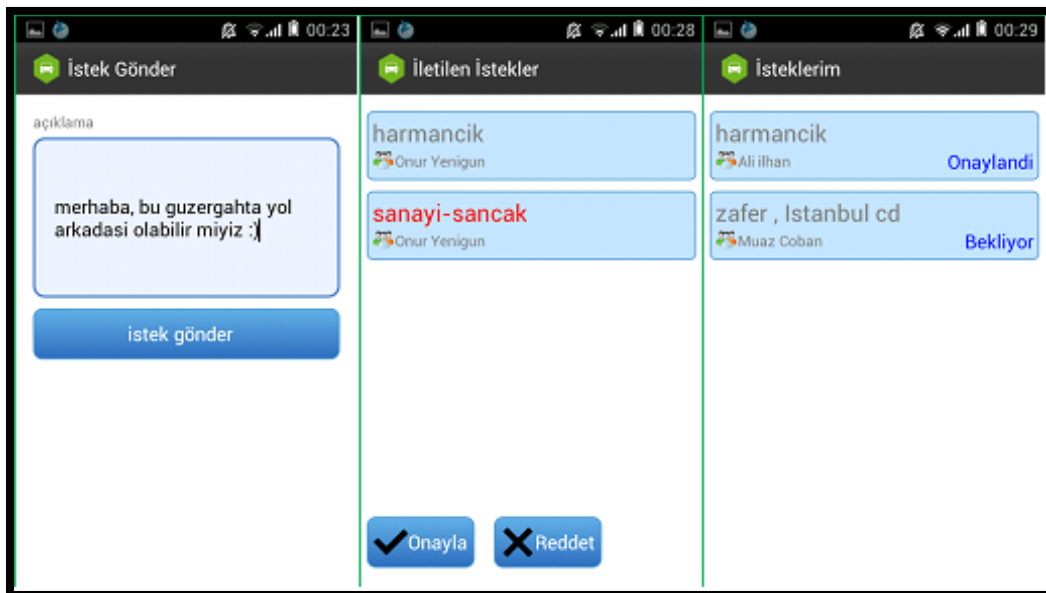 00:23
İstek Gönder
açıklama
merhaba, bu guzergahta yol
arkadasi olabilir miyiz :)
istek gönder
00:28
İletilen İstekler
harmancik
Onur Yenigun
sanayi-sancak
Onur Yenigun
Onayla
Reddet
00:29
İsteklerim
harmancik
Ali ilhan
Onaylandi
zafer , Istanbul cd
Muaz Coban
Bekliyor